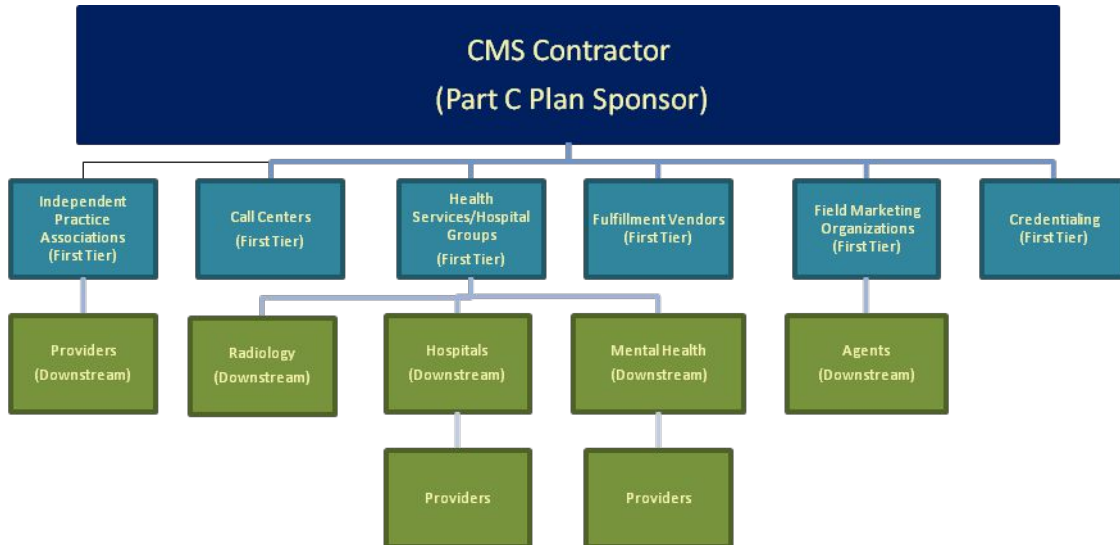 CMS Contractor
(Part C Plan Sponsor)
Independent
Practice
Associations
(First Tier)
Call Centers
(First Tier)
Health
Services/Hospital
Groups
(First Tier)
Fulfillment Vendors
(First Tier)
Field Marketing
Organizations
(First Tier)
Credentialing
(First Tier)
Providers
(Downstream)
Radiology
(Downstream)
Hospitals
(Downstream)
Mental Health
(Downstream)
Agents
(Downstream)
Providers
Providers